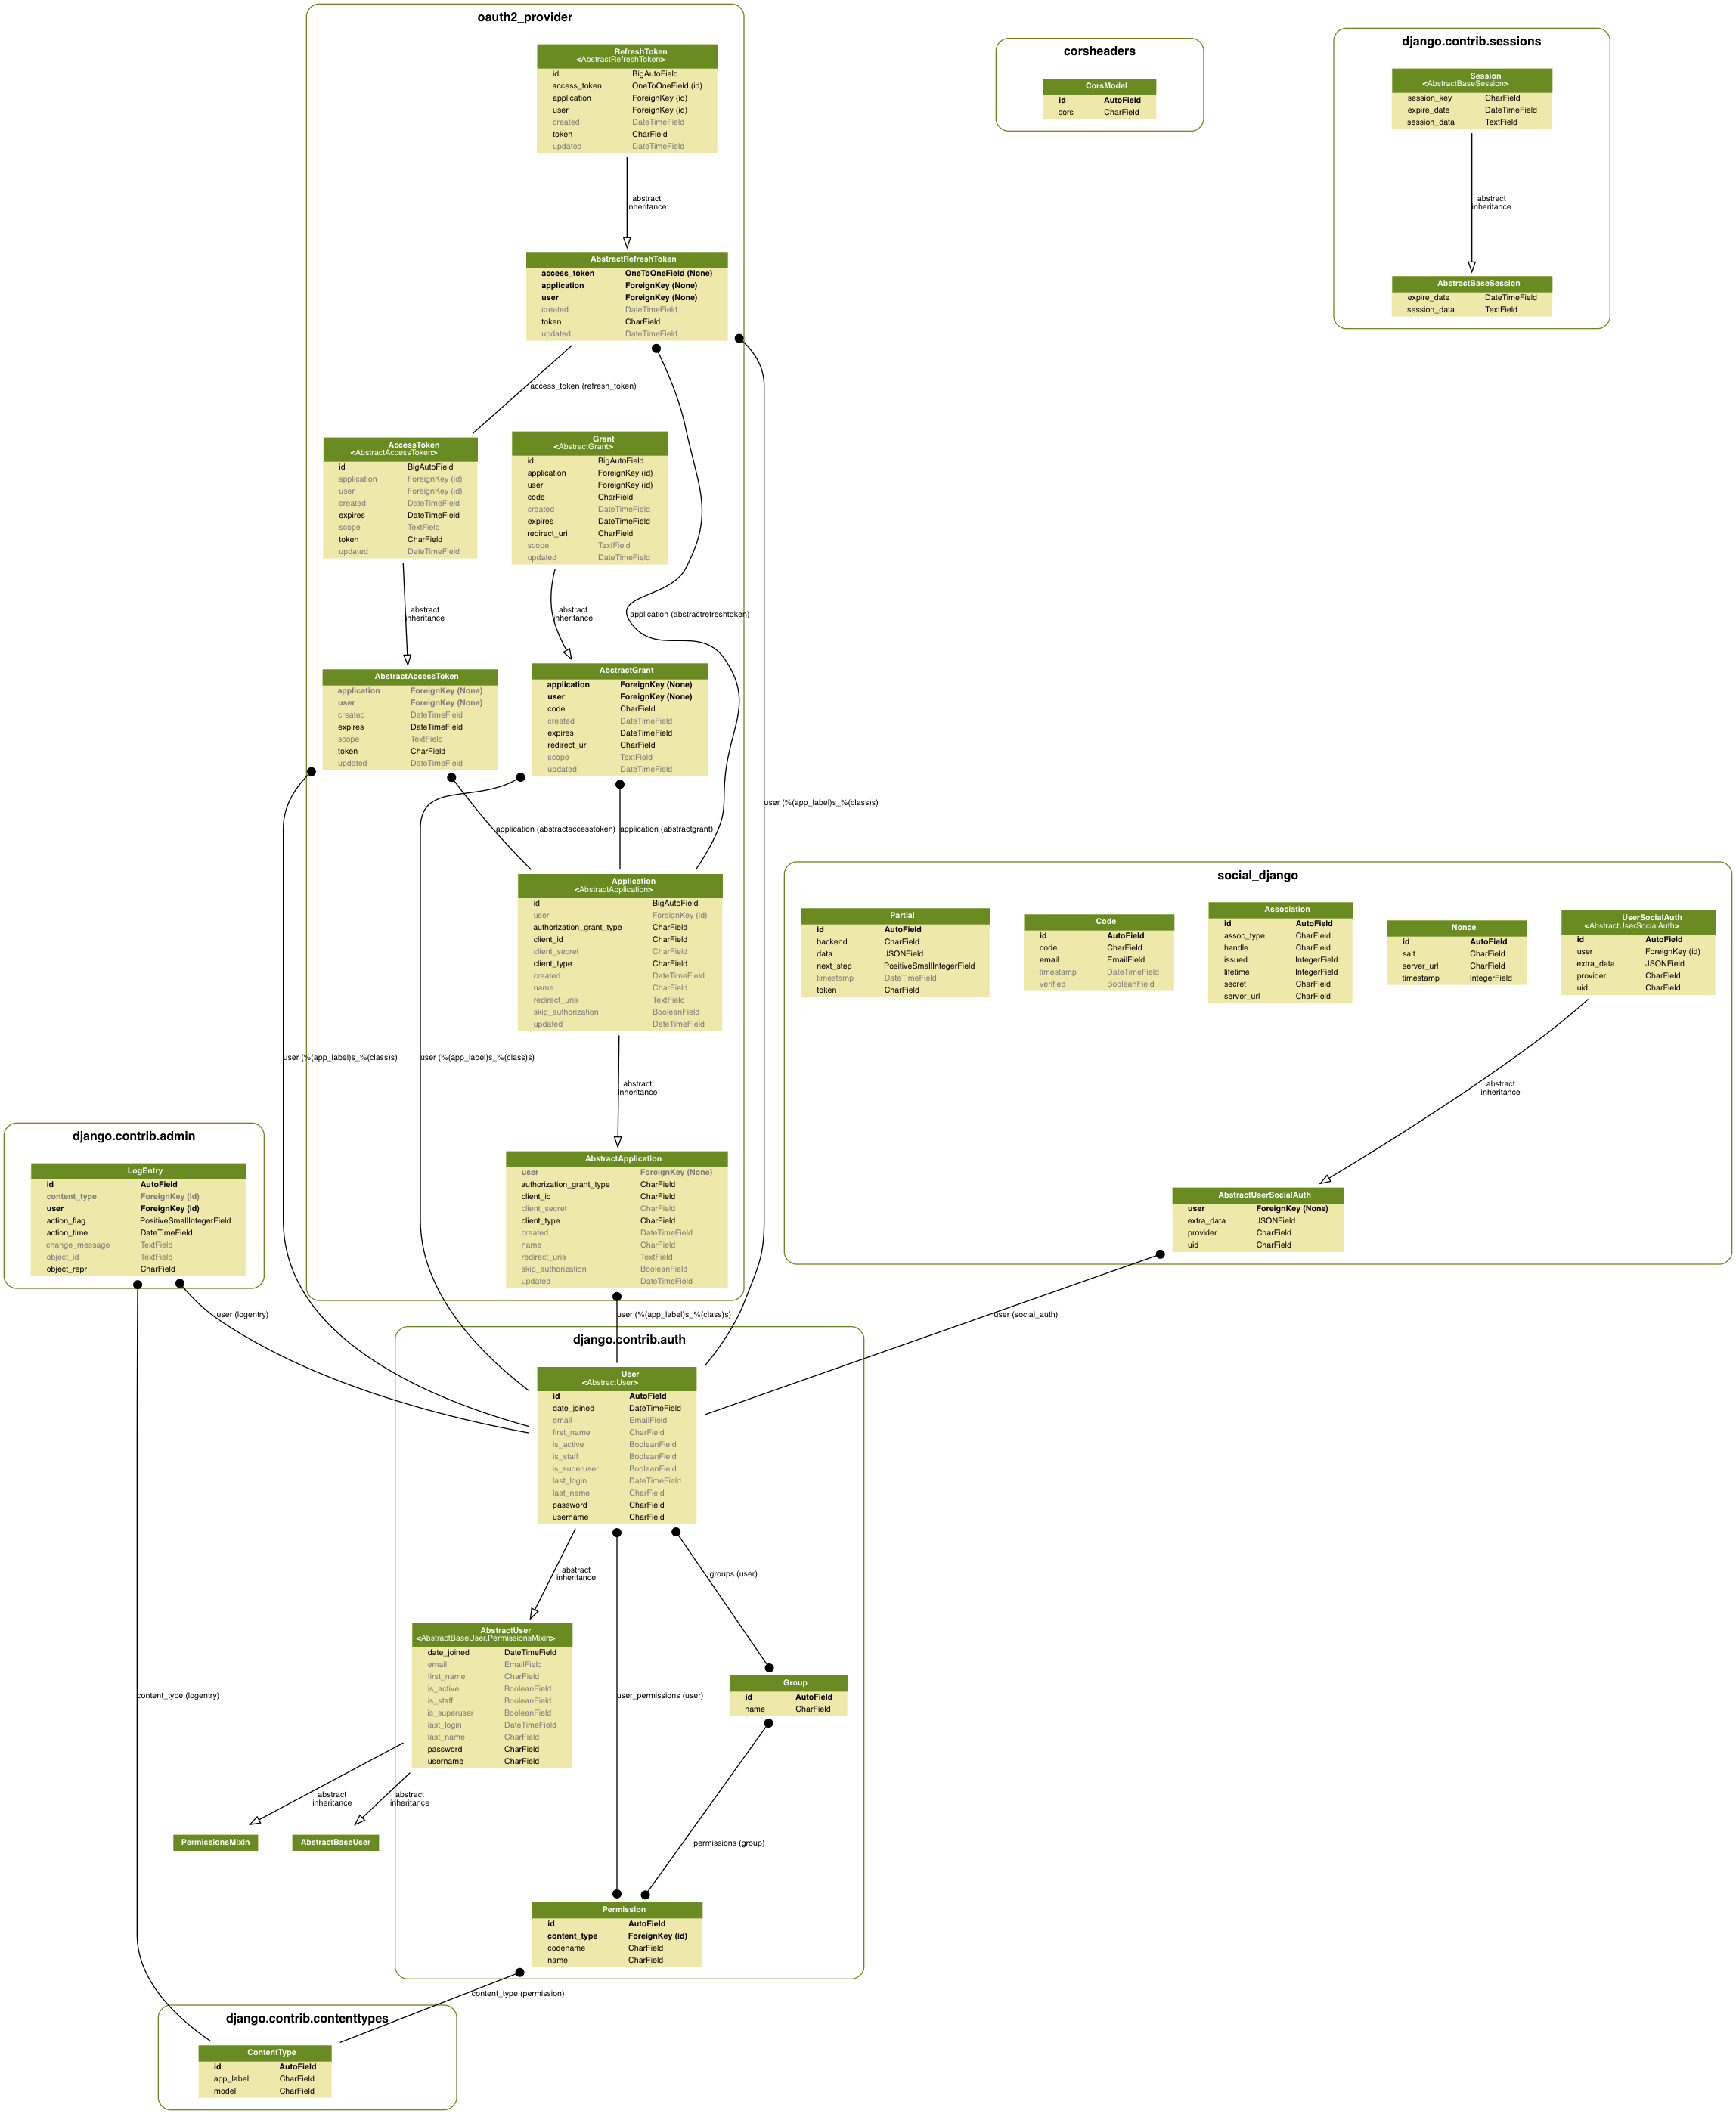 oauth2_provider
RefreshToken
<AbstractRefreshToken>
id BigAutoField
access_token OneToOneField (id)
application ForeignKey (id)
user ForeignKey (id)
created DateTimeField
token CharField
updated DateTimeField
abstract
inheritance
AbstractRefreshToken
access_token OneToOneField (None)
application ForeignKey (None)
user ForeignKey (None)
created DateTimeField
token CharField
updated DateTimeField
access_token (refresh_token)
AccessToken
<AbstractAccessToken>
id BigAutoField
application ForeignKey (id)
user ForeignKey (id)
created DateTimeField
expires DateTimeField
scope TextField
token CharField
updated DateTimeField
Grant
<AbstractGrant>
id BigAutoField
application ForeignKey (id)
user ForeignKey (id)
code CharField
created DateTimeField
expires DateTimeField
redirect_uri CharField
scope TextField
updated DateTimeField
abstract
inheritance
abstract
inheritance
application (abstractrefreshtoken)
AbstractAccessToken
application ForeignKey (None)
user ForeignKey (None)
created DateTimeField
expires DateTimeField
scope TextField
token CharField
updated DateTimeField
AbstractGrant
application ForeignKey (None)
user ForeignKey (None)
code CharField
created DateTimeField
expires DateTimeField
redirect_uri CharField
scope TextField
updated DateTimeField
user (%(app_label)s_%(class)s)
application (abstractaccesstoken)
application (abstractgrant)
Application
<AbstractApplication>
id BigAutoField
user ForeignKey (id)
authorization_grant_type CharField
client_id CharField
client_secret CharField
client_type CharField
created DateTimeField
name CharField
redirect_uris TextField
skip_authorization BooleanField
updated DateTimeField
user (%(app_label)s_%(class)s)
user (%(app_label)s_%(class)s)
abstract
inheritance
AbstractApplication
user ForeignKey (None)
authorization_grant_type CharField
client_id CharField
client_secret CharField
client_type CharField
created DateTimeField
name CharField
redirect_uris TextField
skip_authorization BooleanField
updated DateTimeField
corsheaders
CorsModel
id AutoField
cors CharField
django.contrib.sessions
Session
<AbstractBaseSession>
session_key CharField
expire_date DateTimeField
session_data TextField
abstract
inheritance
AbstractBaseSession
expire_date DateTimeField
session_data TextField
social_django
Partial
id AutoField
backend CharField
data JSONField
next_step PositiveSmallIntegerField
timestamp DateTimeField
token CharField
Code
id AutoField
code CharField
email EmailField
timestamp DateTimeField
verified BooleanField
Association
id AutoField
assoc_type CharField
handle CharField
issued IntegerField
lifetime IntegerField
secret CharField
server_url CharField
Nonce
id AutoField
salt CharField
server_url CharField
timestamp IntegerField
UserSocialAuth
<AbstractUserSocialAuth>
id AutoField
user ForeignKey (id)
extra_data JSONField
provider CharField
uid CharField
abstract
inheritance
AbstractUserSocialAuth
user ForeignKey (None)
extra_data JSONField
provider CharField
uid CharField
django.contrib.admin
LogEntry
id AutoField
content_type ForeignKey (id)
user ForeignKey (id)
action_flag PositiveSmallIntegerField
action_time DateTimeField
change_message TextField
object_id TextField
object_repr CharField
user (logentry)
user (%(app_label)s_%(class)s)
user (social_auth)
django.contrib.auth
User
<AbstractUser>
id AutoField
date_joined DateTimeField
email EmailField
first_name CharField
is_active BooleanField
is_staff BooleanField
is_superuser BooleanField
last_login DateTimeField
last_name CharField
password CharField
username CharField
abstract
inheritance
groups (user)
AbstractUser
<AbstractBaseUser,PermissionsMixin>
date_joined DateTimeField
email EmailField
first_name CharField
is_active BooleanField
is_staff BooleanField
is_superuser BooleanField
last_login DateTimeField
last_name CharField
password CharField
username CharField
content_type (logentry)
user_permissions (user)
Group
id AutoField
name CharField
abstract
inheritance
abstract
inheritance
PermissionsMixin
AbstractBaseUser
permissions (group)
Permission
id AutoField
content_type ForeignKey (id)
codename CharField
name CharField
content_type (permission)
django.contrib.contenttypes
ContentType
id AutoField
app_label CharField
model CharField